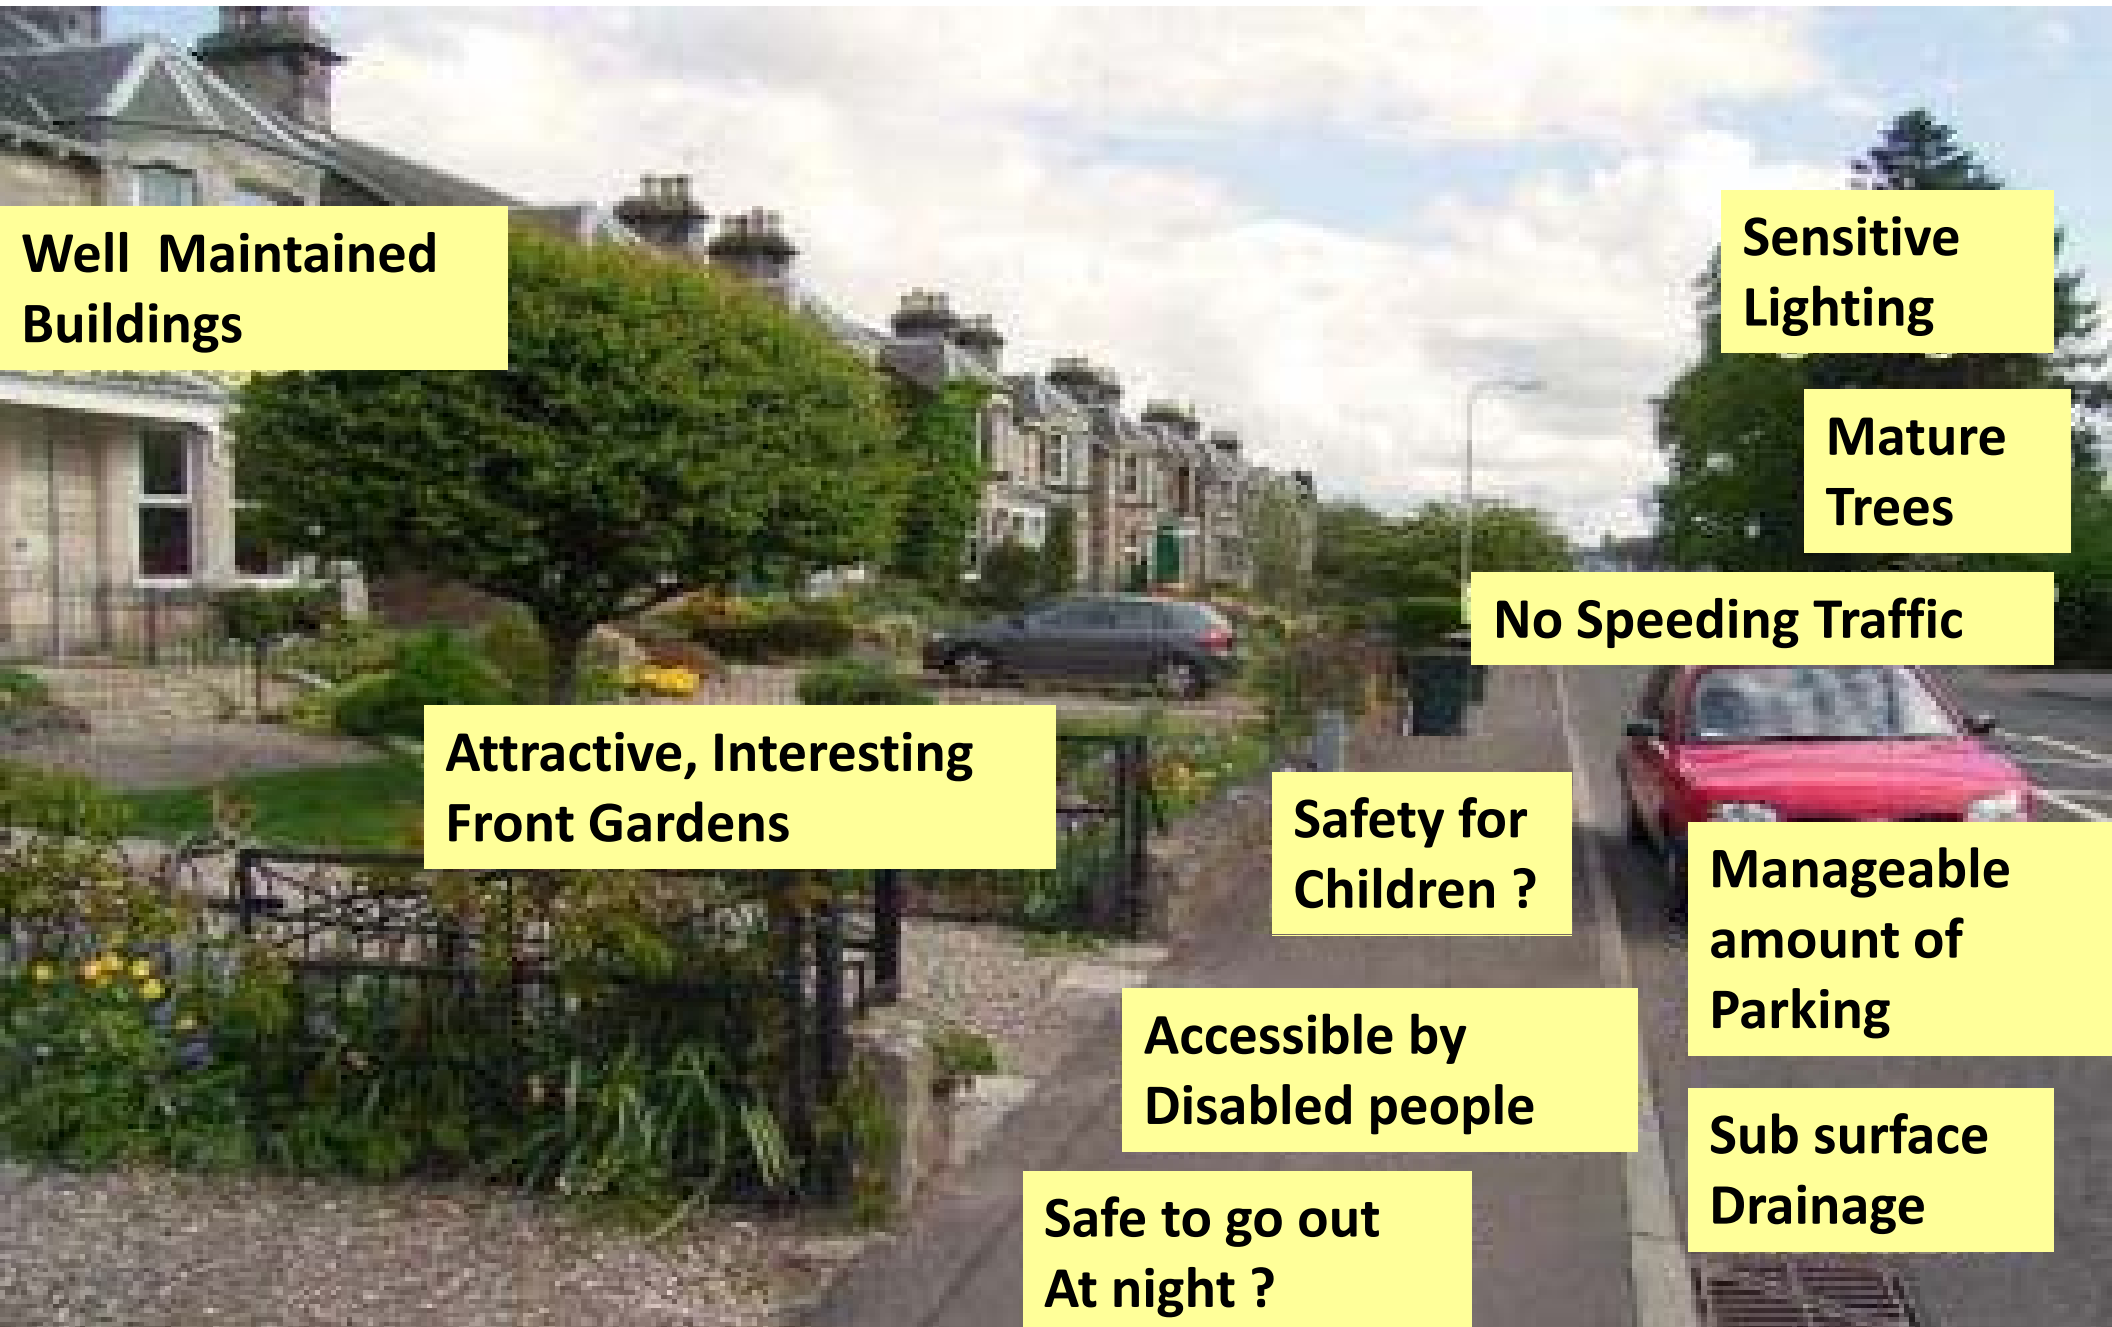 Well  Maintained
Buildings
Sensitive
Lighting
Mature
Trees
No Speeding Traffic
Attractive, Interesting
Front Gardens
Safety for
Children ?
Manageable
amount of
Parking
Accessible by
Disabled people
Sub surface
Drainage
Safe to go out
At night ?